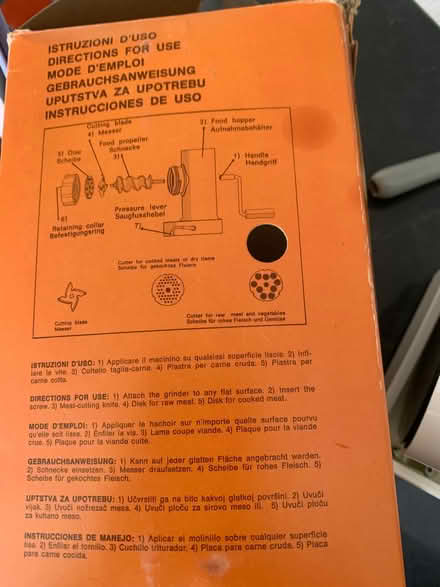 ISTRUZIONI D'USO
DIRECTIONS FOR USE
MODE D'EMPLOI
GEBRAUCHSANWEISUNG
UPUTSTVA ZA UPOTREBU
INSTRUCCIONES DE USO
Cutting blade
4) Messer
Food propeller
Schnecke
3)
5) Disc
Scheibe
2) Food hopper
Aufnahmebehälter
1) Handle
Handgriff
Pressure lever
Saugfusshebel
7)
6)
Retaining collar
Befestigungsring
Cutter for cooked meats or dry items
Scheibe für gekochtes Fleisch
Cutting blade
Messer
Cutter for raw meat and vegetables
Scheibe für rohes Fleisch und Gemüse
ISTRUZIONI D'USO: 1) Applicare il macinino su qualsiasi superficie liscia. 2) Infi-
lare la vite. 3) Coltello taglia-carne. 4) Piastra per carne cruda. 5) Piastra per
carne cotta.
DIRECTIONS FOR USE: 1) Attach the grinder to any flat surface. 2) Insert the
screw. 3) Meat-cutting knife. 4) Disk for raw meat. 5) Disk for cooked meat.
MODE D'EMPLOI: 1) Appliquer le hachoir sur n'importe quelle surface pourvu
qu'elle soit lisse. 2) Enfiler la vis. 3) Lame coupe viande. 4) Plaque pour la viande
crue. 5) Plaque pour la viande cuite.
GEBRAUCHSANWEISUNG: 1) Kann auf jeder glatten Fläche angebracht werden.
2) Schnecke einsetzen. 3) Messer draufsetzen. 4) Scheibe für rohes Fleisch. 5)
Scheibe für gekochtes Fleisch.
UPTSTVA ZA UPOTREBU: 1) Učvrstiti ga na bilo kakvoj glatkoj površini. 2) Uvuči
vijak. 3) Uvuči nožrezač mesa. 4) Uvuči ploču za sirovo meso ili. 5) Uvuči ploču
za kuhano meso.
INSTRUCCIONES DE MANEJO: 1) Aplicar el molinillo sobre cualquier superficie
lisa. 2) Enfilar el tornillo. 3) Cuchillo triturador. 4) Placa para carne cruda. 5) Placa
para carne cocida.